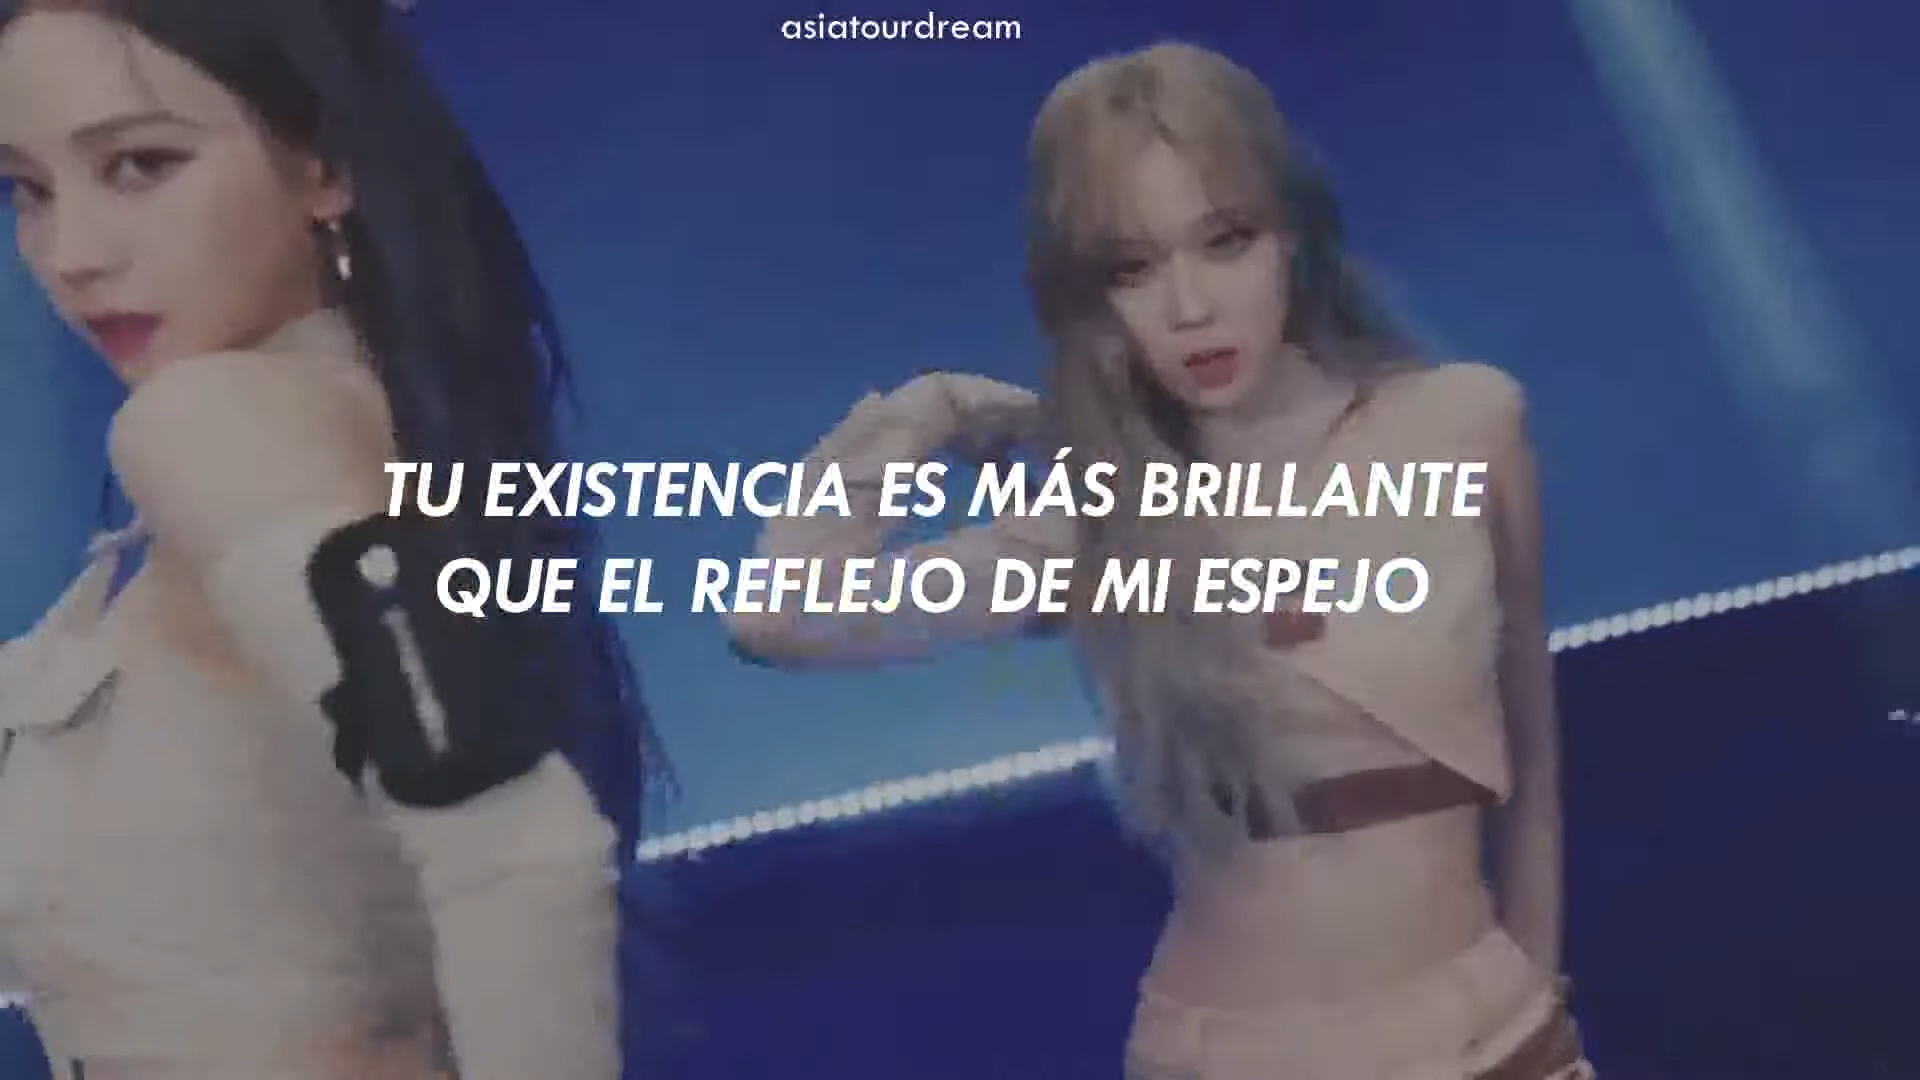 asiatourdream
TU EXISTENCIA ES MÁS BRILLANTE
QUE EL REFLEJO DE MI ESPEJO